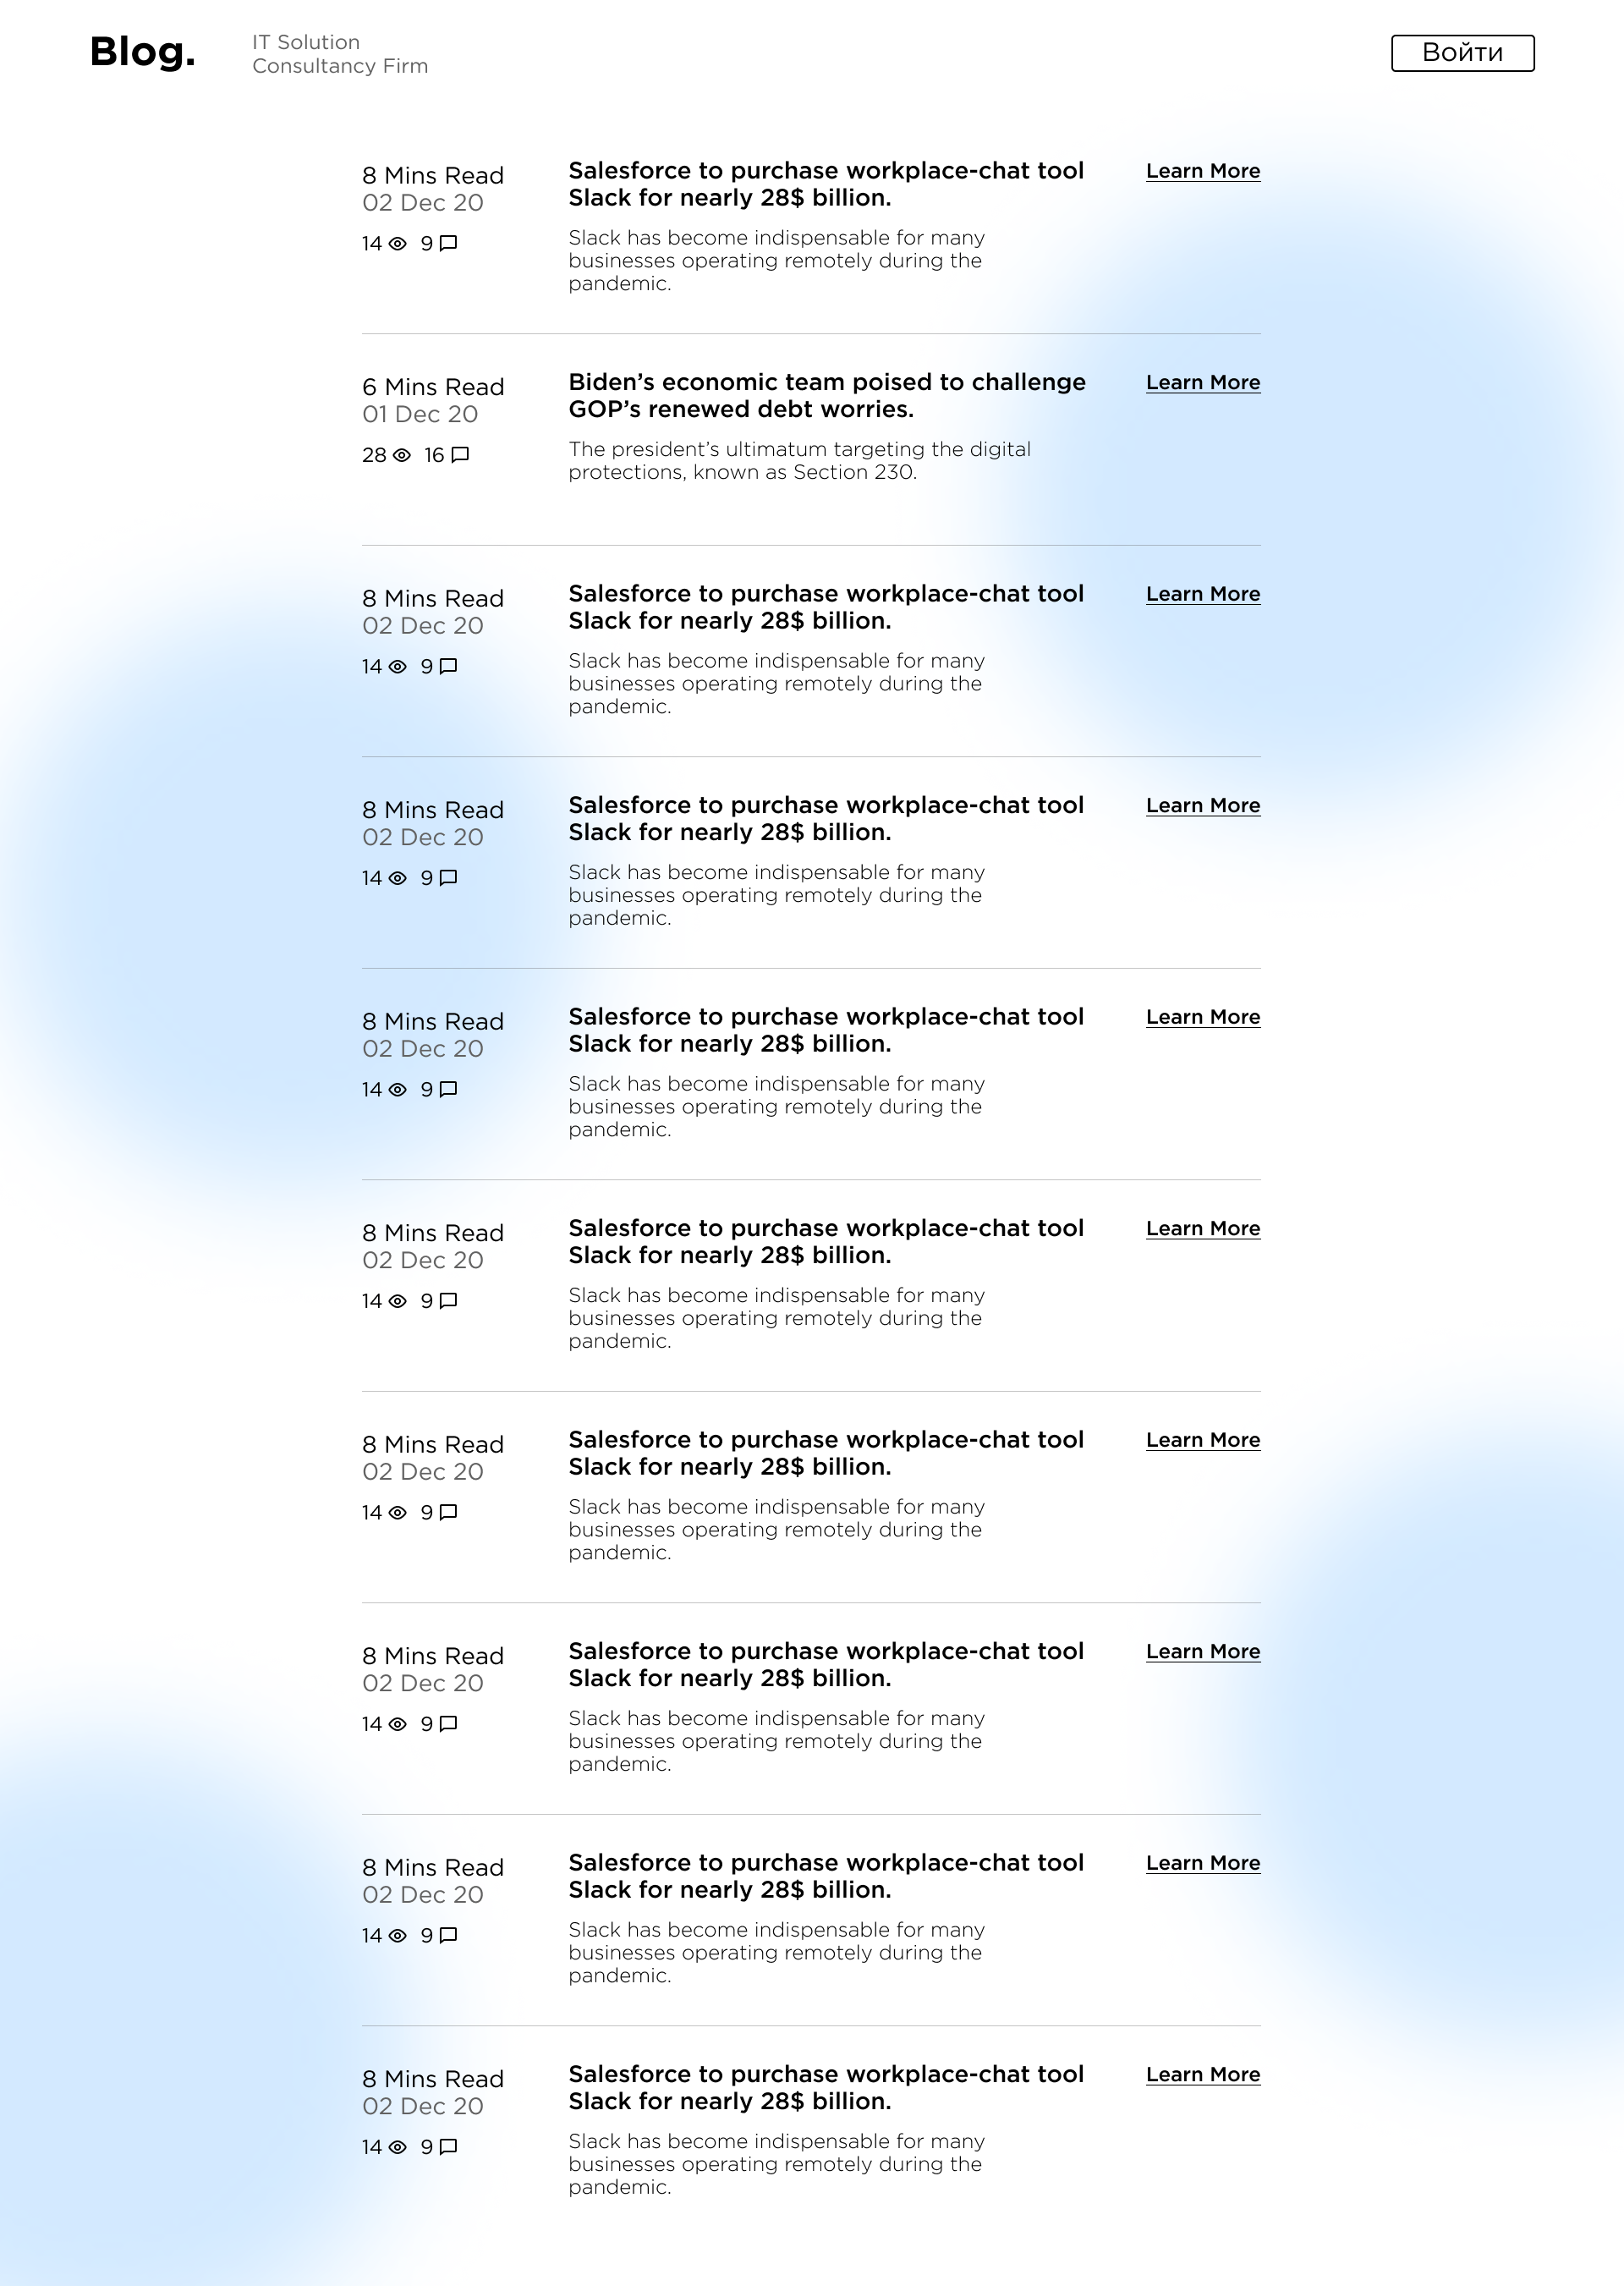 Blog.
IT Solution
Consultancy Firm
Войти
8 Mins Read
02 Dec 20
14 9
Salesforce to purchase workplace-chat tool
Slack for nearly 28$ billion.
Slack has become indispensable for many
businesses operating remotely during the
pandemic.
Learn More
6 Mins Read
01 Dec 20
28 16
Biden’s economic team poised to challenge
GOP’s renewed debt worries.
The president’s ultimatum targeting the digital
protections, known as Section 230.
Learn More
8 Mins Read
02 Dec 20
14 9
Salesforce to purchase workplace-chat tool
Slack for nearly 28$ billion.
Slack has become indispensable for many
businesses operating remotely during the
pandemic.
Learn More
8 Mins Read
02 Dec 20
14 9
Salesforce to purchase workplace-chat tool
Slack for nearly 28$ billion.
Slack has become indispensable for many
businesses operating remotely during the
pandemic.
Learn More
8 Mins Read
02 Dec 20
14 9
Salesforce to purchase workplace-chat tool
Slack for nearly 28$ billion.
Slack has become indispensable for many
businesses operating remotely during the
pandemic.
Learn More
8 Mins Read
02 Dec 20
14 9
Salesforce to purchase workplace-chat tool
Slack for nearly 28$ billion.
Slack has become indispensable for many
businesses operating remotely during the
pandemic.
Learn More
8 Mins Read
02 Dec 20
14 9
Salesforce to purchase workplace-chat tool
Slack for nearly 28$ billion.
Slack has become indispensable for many
businesses operating remotely during the
pandemic.
Learn More
8 Mins Read
02 Dec 20
14 9
Salesforce to purchase workplace-chat tool
Slack for nearly 28$ billion.
Slack has become indispensable for many
businesses operating remotely during the
pandemic.
Learn More
8 Mins Read
02 Dec 20
14 9
Salesforce to purchase workplace-chat tool
Slack for nearly 28$ billion.
Slack has become indispensable for many
businesses operating remotely during the
pandemic.
Learn More
8 Mins Read
02 Dec 20
14 9
Salesforce to purchase workplace-chat tool
Slack for nearly 28$ billion.
Slack has become indispensable for many
businesses operating remotely during the
pandemic.
Learn More